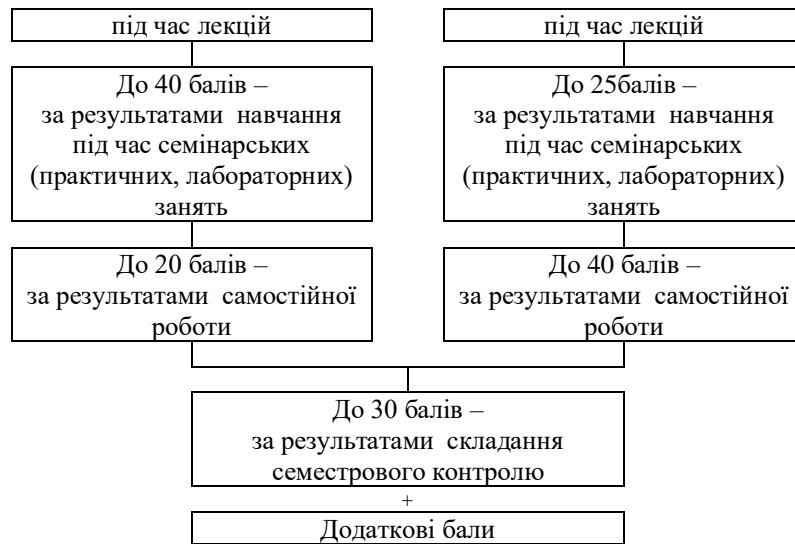 під час лекцій
До 40 балів –
за результатами навчання
під час семінарських
(практичних, лабораторних)
занять
До 20 балів –
за результатами самостійної
роботи
під час лекцій
До 25балів –
за результатами навчання
під час семінарських
(практичних, лабораторних)
занять
До 40 балів –
за результатами самостійної
роботи
До 30 балів –
за результатами складання
семестрового контролю
+
Додаткові бали